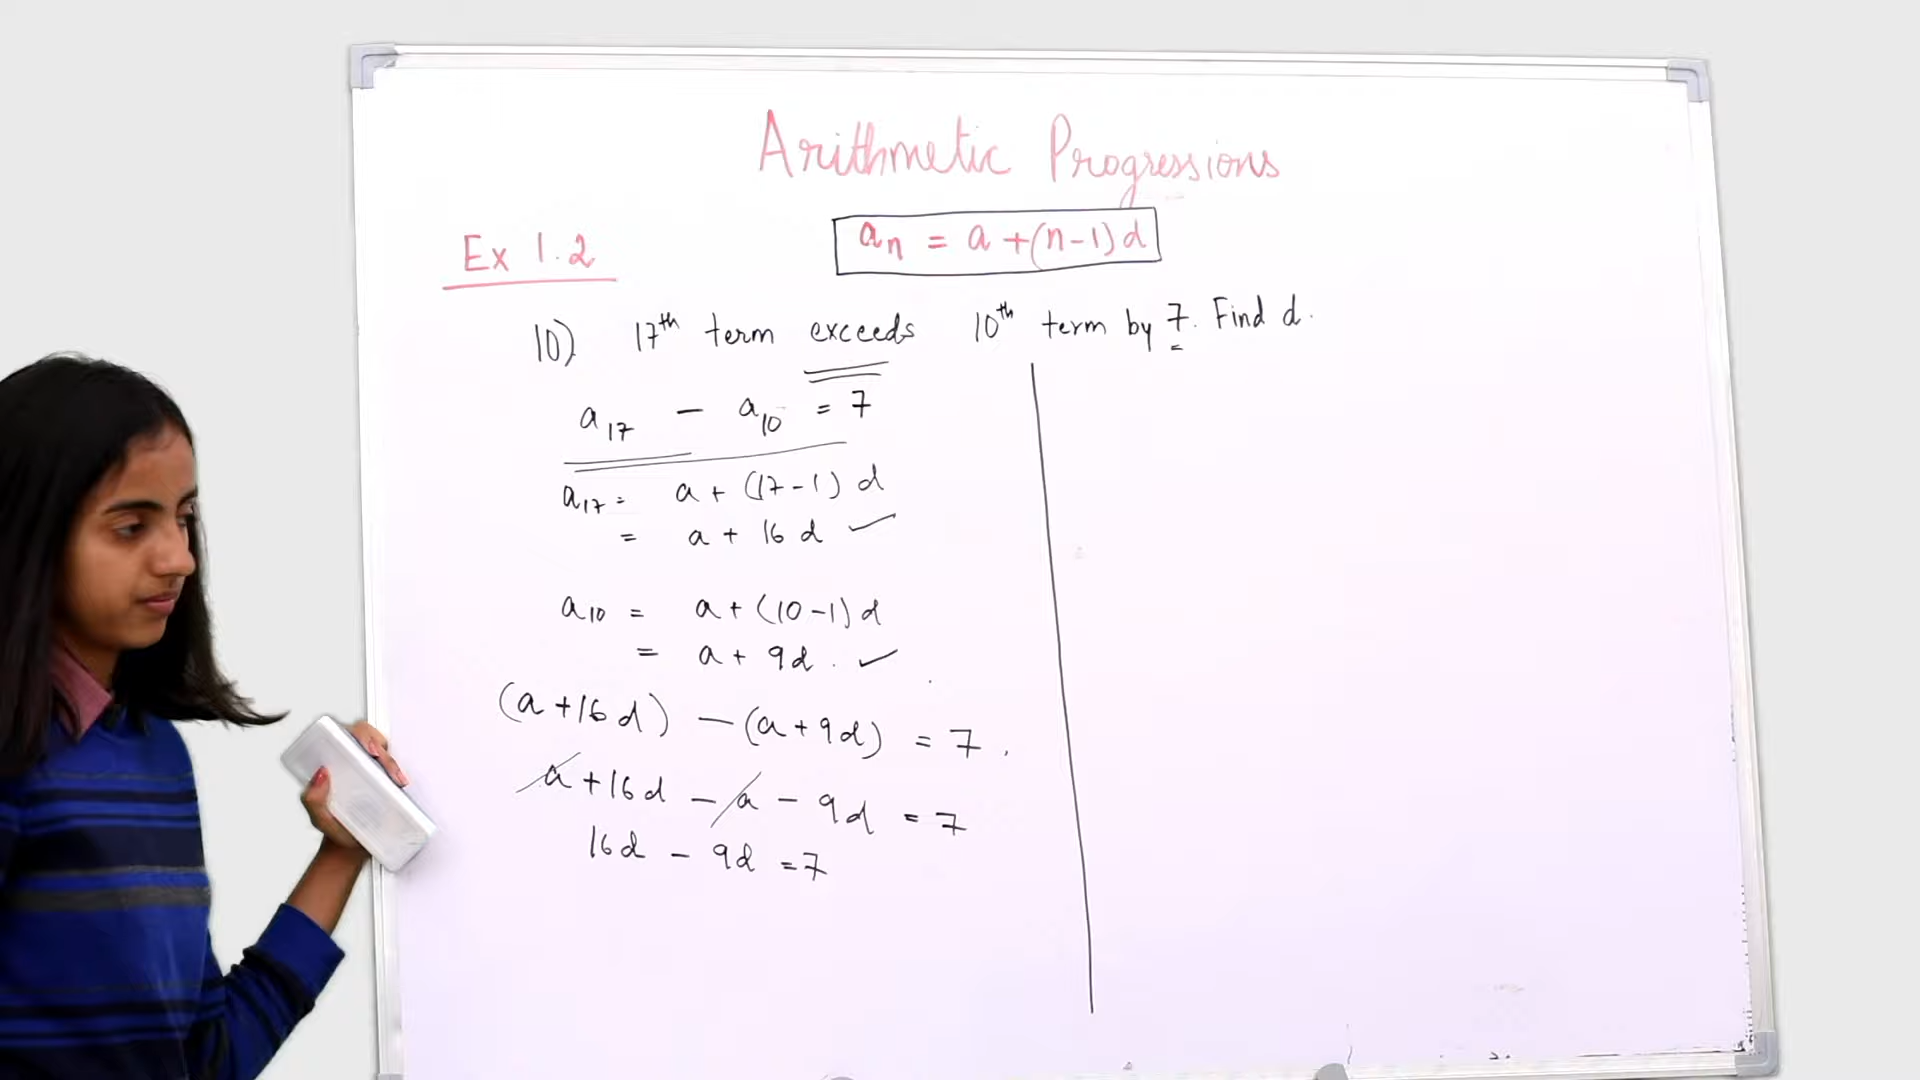 Arithmetic Progressions
Ex 1.2
aₙ = a + (n-1) d
10) 17ᵗʰ term exceeds 10ᵗʰ term by 7. Find d.
a₁₇ - a₁₀ = 7
a₁₇ = a + (17-1) d
= a + 16 d ✓
a₁₀ = a + (10-1) d
= a + 9d. ✓
(a + 16 d) - (a + 9d) = 7.
a + 16d - a - 9d = 7
16d - 9d = 7